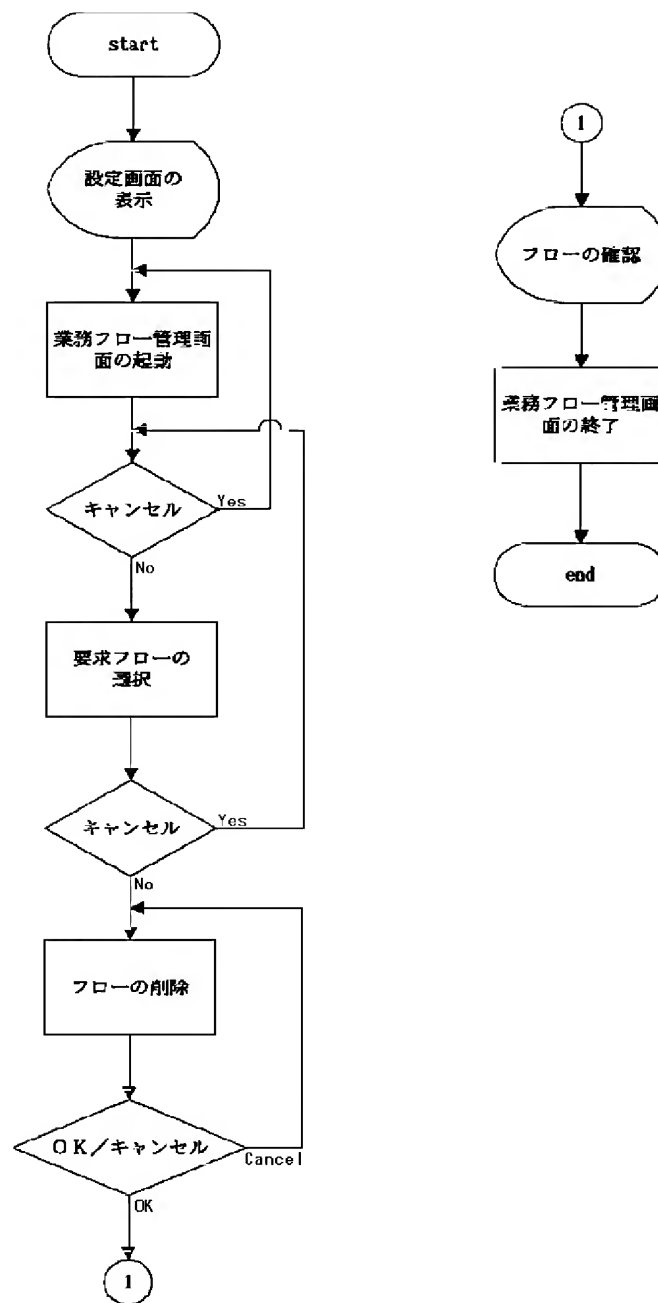 start
設定画面の
表示
業務フロー管理画
面の起動
キャンセル
Yes
No
要求フローの
選択
キャンセル
Yes
No
フローの削除
OK/キャンセル
Cancel
OK
1
1
フローの確認
業務フロー管理画
面の終了
end